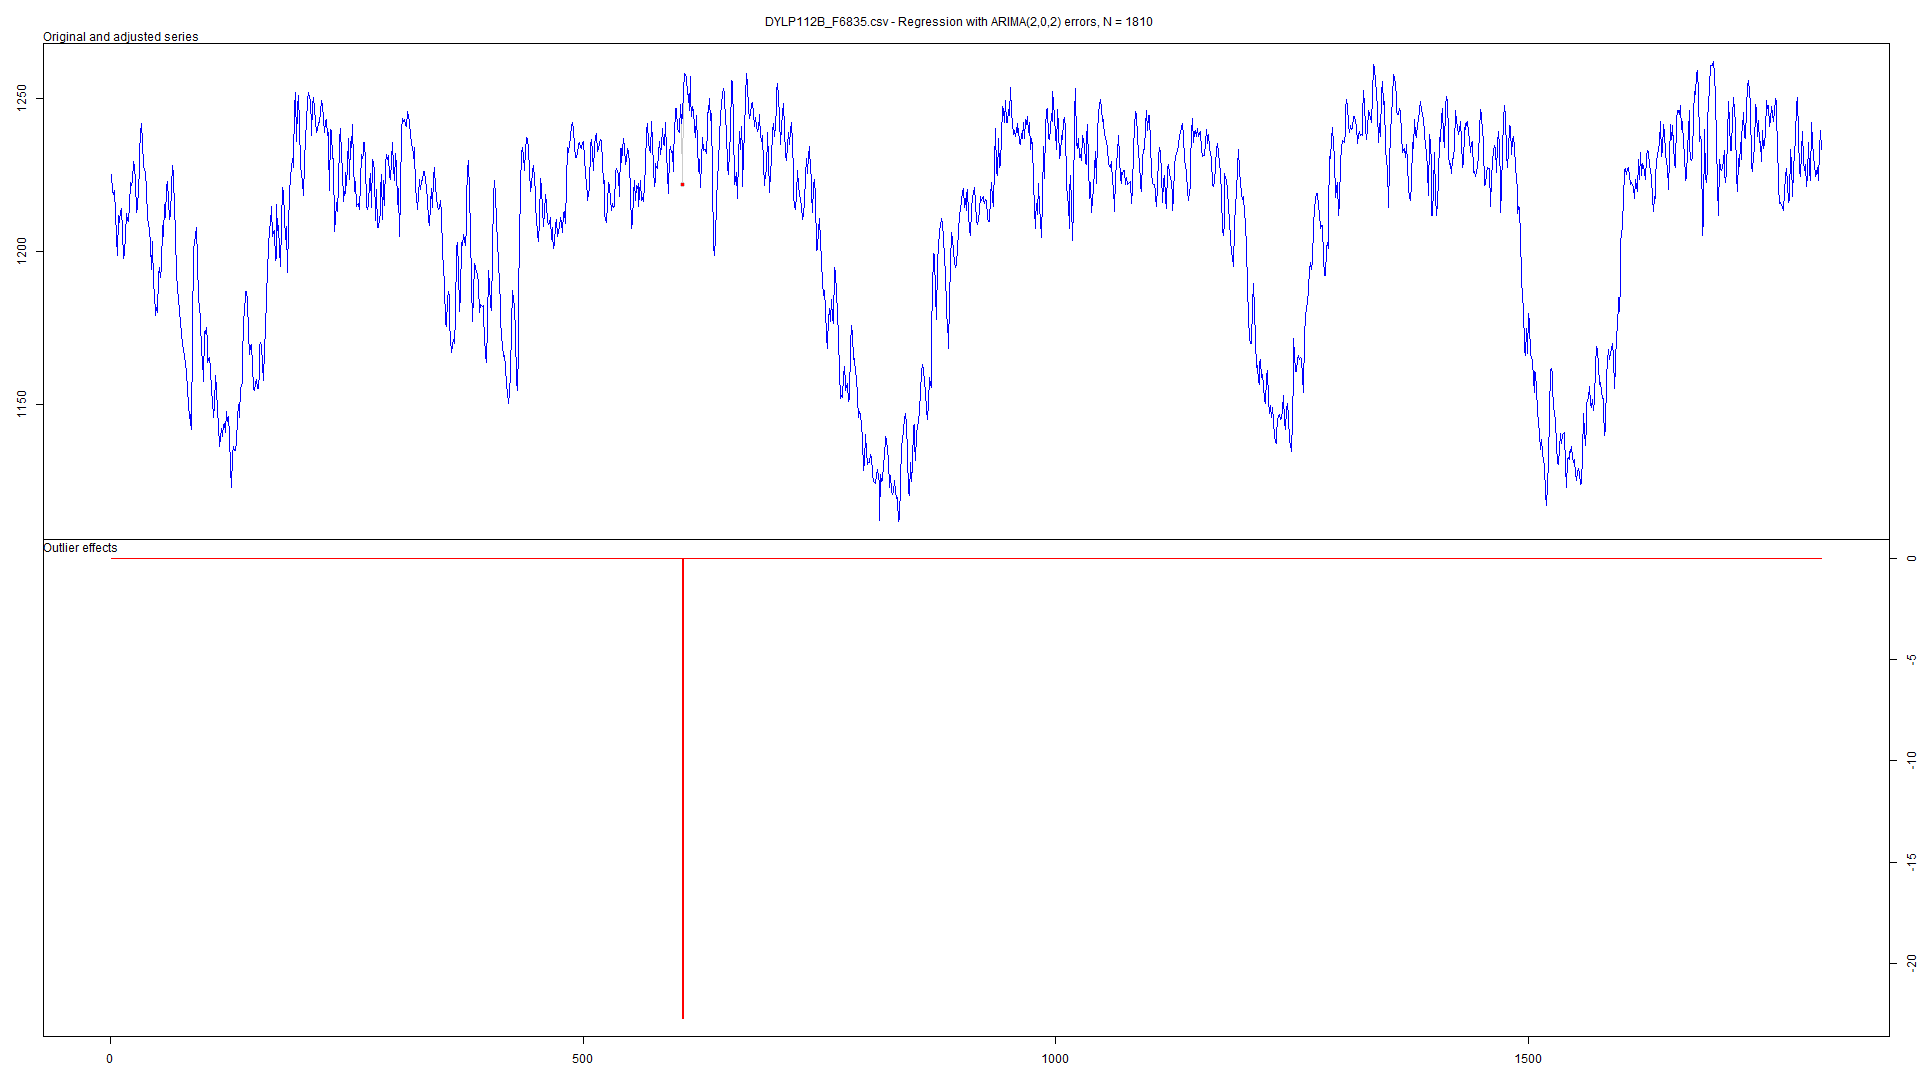 DYLP112B_F6835.csv - Regression with ARIMA(2,0,2) errors, N = 1810
Original and adjusted series
1250
1200
1150
Outlier effects
0
-5
-10
-15
-20
0 500 1000 1500